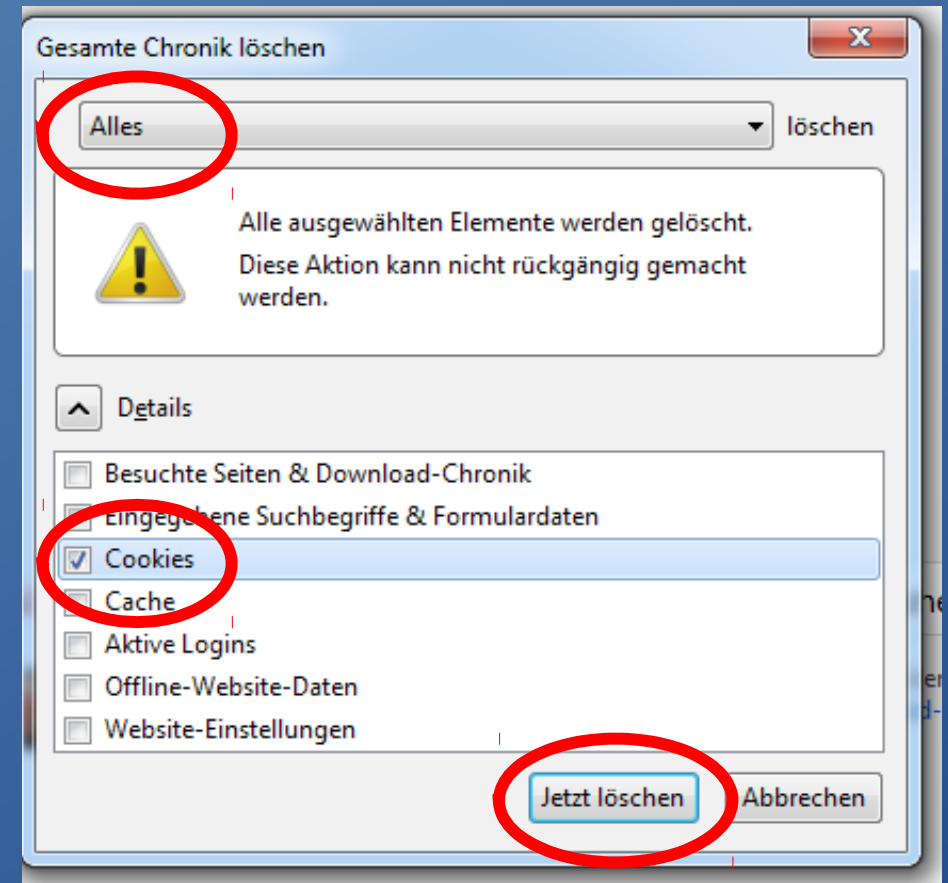 Gesamte Chronik löschen
Alles löschen
Alle ausgewählten Elemente werden gelöscht.
Diese Aktion kann nicht rückgängig gemacht
werden.
Details
Besuchte Seiten & Download-Chronik
Eingegebene Suchbegriffe & Formulardaten
Cookies
Cache
Aktive Logins
Offline-Website-Daten
Website-Einstellungen
Jetzt löschen Abbrechen